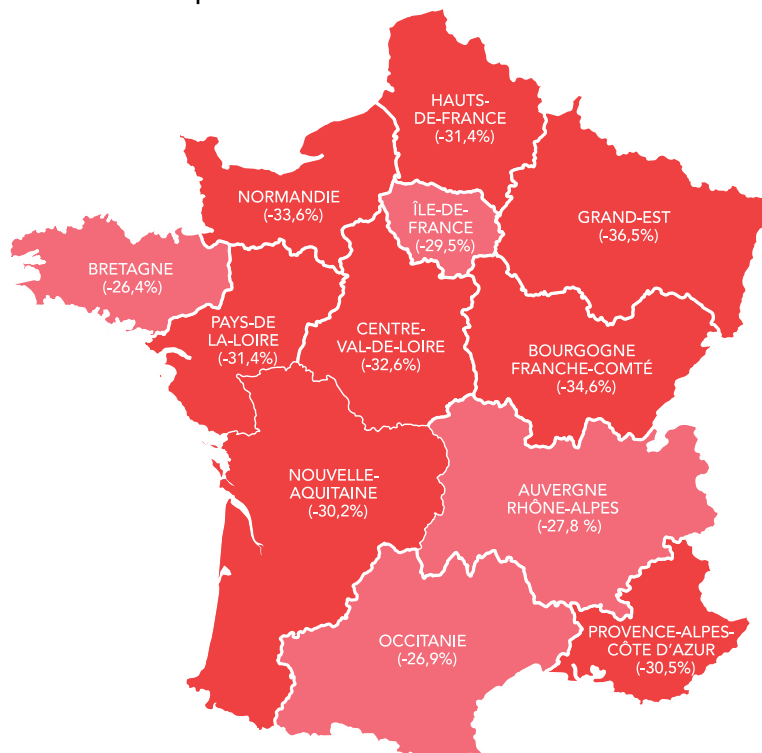 HAUTS-
DE-FRANCE
(-31,4%)
NORMANDIE
(-33,6%)
ÎLE-DE-
FRANCE
(-29,5%)
GRAND-EST
(-36,5%)
BRETAGNE
(-26,4%)
PAYS-DE
LA-LOIRE
(-31,4%)
CENTRE-
VAL-DE-LOIRE
(-32,6%)
BOURGOGNE
FRANCHE-COMTÉ
(-34,6%)
NOUVELLE-
AQUITAINE
(-30,2%)
AUVERGNE
RHÔNE-ALPES
(-27,8 %)
OCCITANIE
(-26,9%)
PROVENCE-ALPES-
CÔTE D'AZUR
(-30,5%)